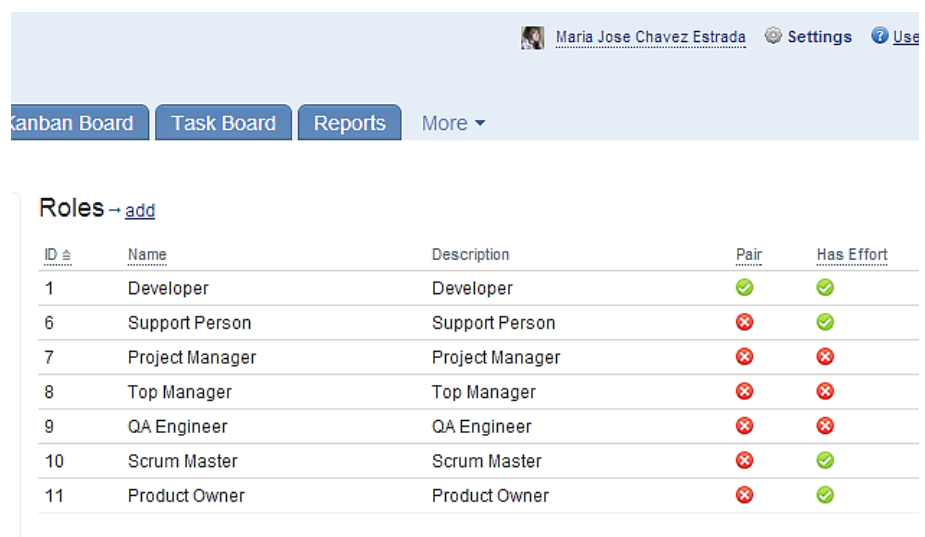 Maria Jose Chavez Estrada Settings ? Use
Kanban Board Task Board Reports More
Roles → add
ID Name Description Pair Has Effort
1 Developer Developer
6 Support Person Support Person
7 Project Manager Project Manager
8 Top Manager Top Manager
9 QA Engineer QA Engineer
10 Scrum Master Scrum Master
11 Product Owner Product Owner